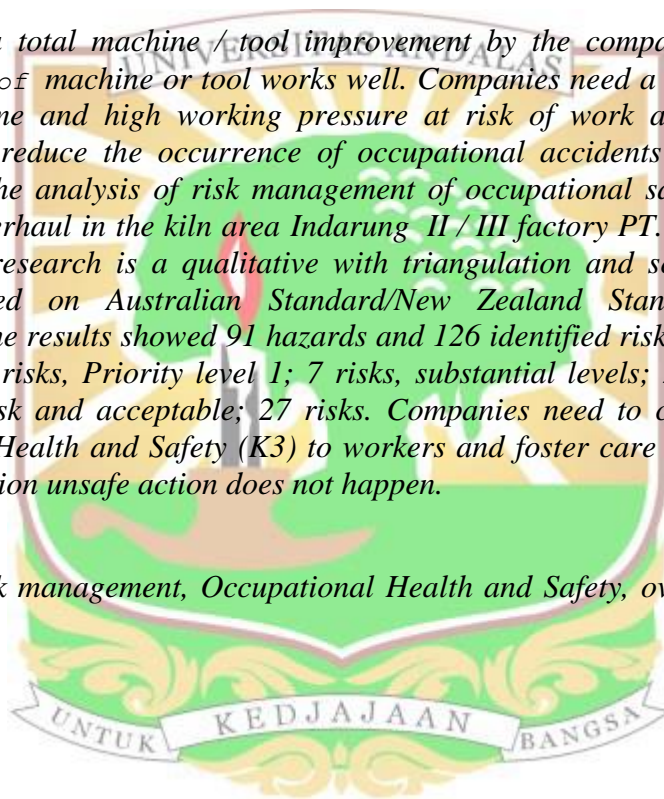 UNIVERSITAS ANDALAS
total machine / tool improvement by the compa
of machine or tool works well. Companies need a
ne and high working pressure at risk of work a
reduce the occurrence of occupational accidents
he analysis of risk management of occupational sa
erhaul in the kiln area Indarung II / III factory PT.
research is a qualitative with triangulation and s
ed on Australian Standard/New Zealand Stan
he results showed 91 hazards and 126 identified risk
risks, Priority level 1; 7 risks, substantial levels;
sk and acceptable; 27 risks. Companies need to c
Health and Safety (K3) to workers and foster care
ion unsafe action does not happen.
k management, Occupational Health and Safety, ov
UNTUK KEDJAJAAN BANGSA